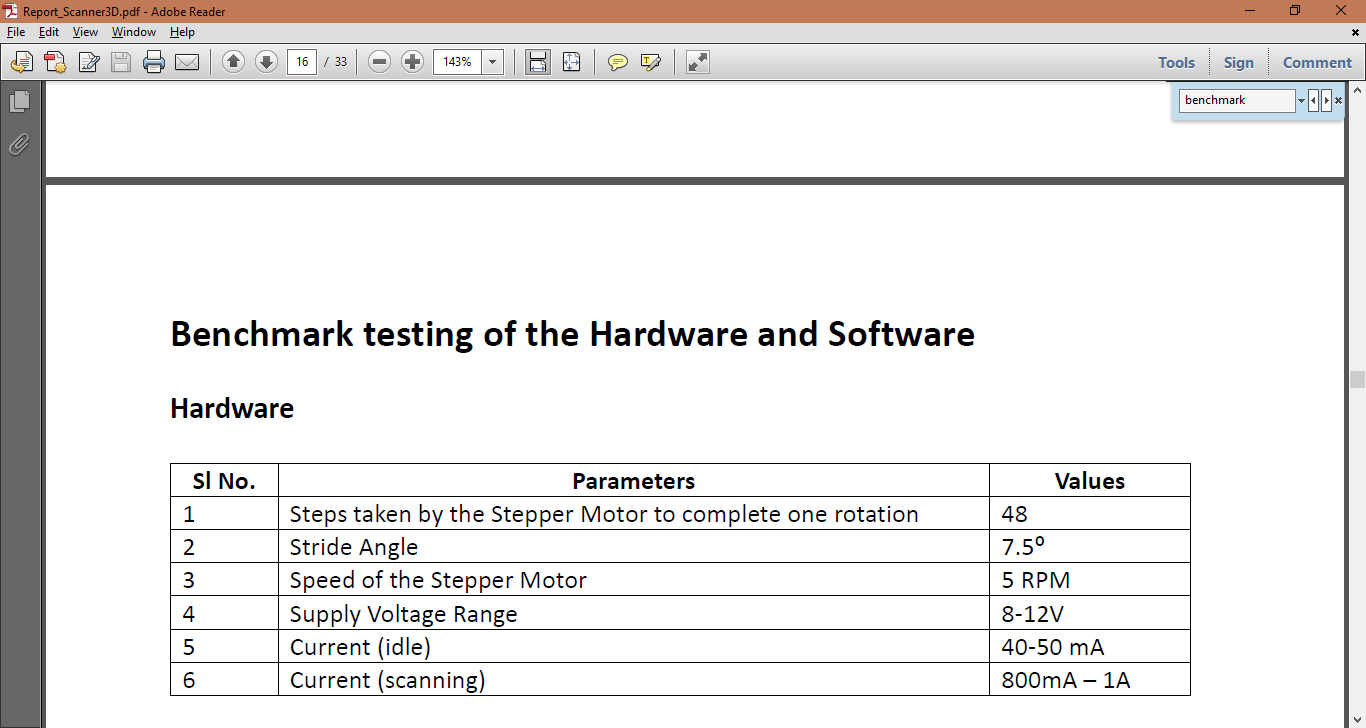 Report_Scanner3D.pdf - Adobe Reader
File Edit View Window Help
16 / 33 143% Tools Sign Comment
benchmark
Benchmark testing of the Hardware and Software
Hardware
Sl No. Parameters Values
1 Steps taken by the Stepper Motor to complete one rotation 48
2 Stride Angle 7.5⁰
3 Speed of the Stepper Motor 5 RPM
4 Supply Voltage Range 8-12V
5 Current (idle) 40-50 mA
6 Current (scanning) 800mA – 1A